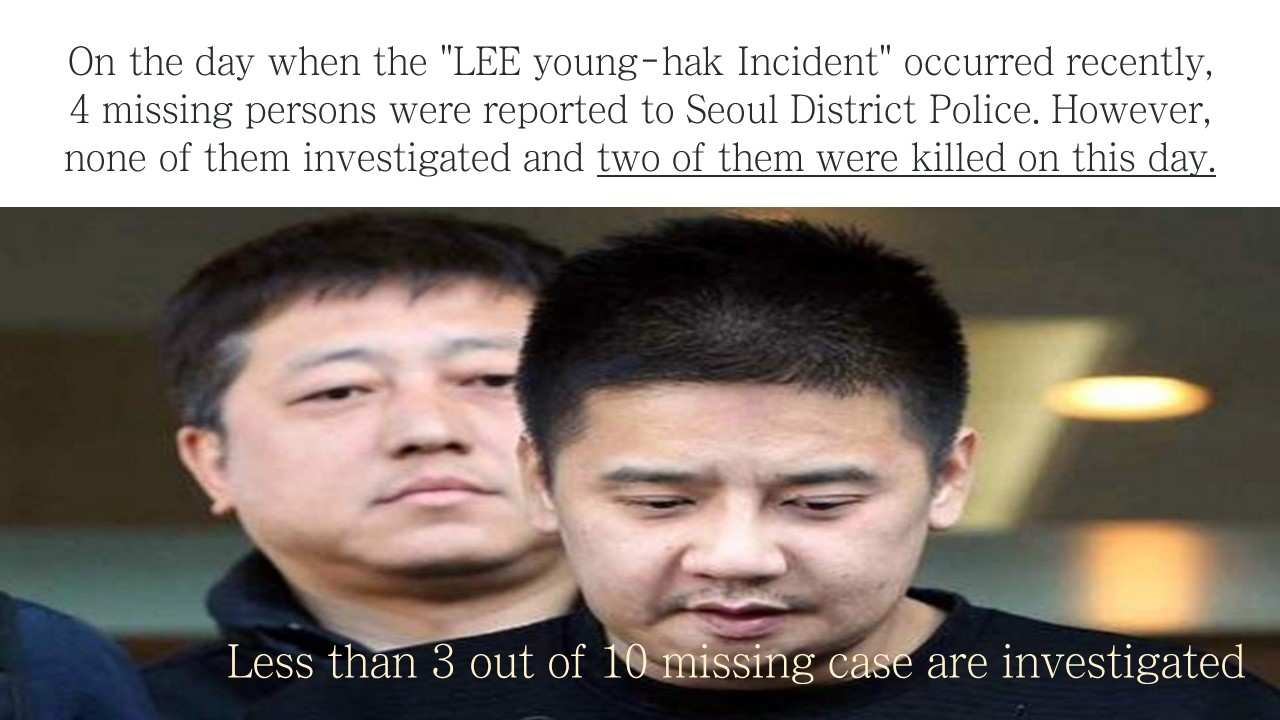 On the day when the "LEE young-hak Incident" occurred recently,
4 missing persons were reported to Seoul District Police. However,
none of them investigated and two of them were killed on this day.
Less than 3 out of 10 missing case are investigated